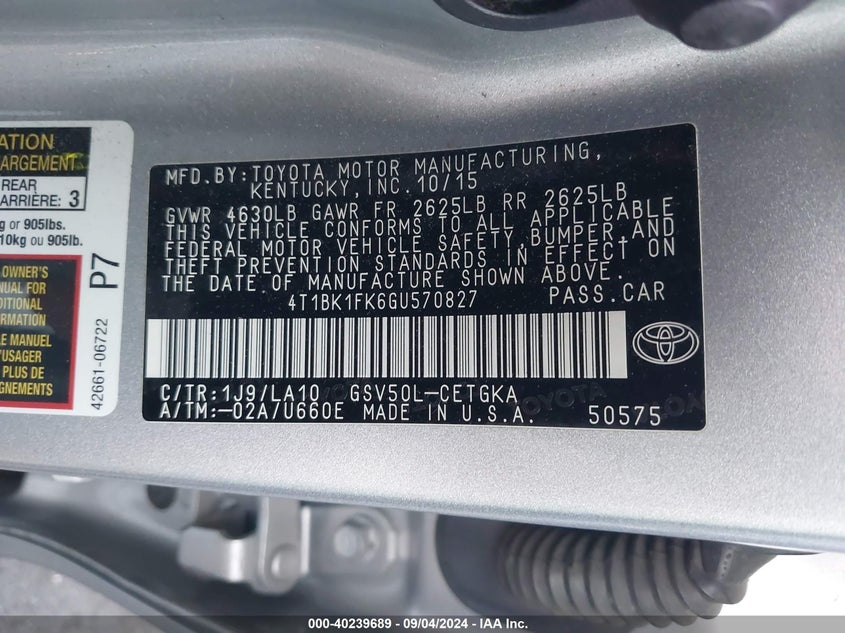 ATION
ARGEMENT
REAR
ARRIÈRE: 3
g or 905lbs.
10kg ou 905lb.
OWNER'S
NUAL FOR
DITIONAL
ORMATION
LE MANUEL
'USAGER
PLUS DE
P7
42661-06722
MFD.BY:TOYOTA MOTOR MANUFACTURING,
KENTUCKY,INC.10/15
GVWR 4630LB GAWR FR 2625LB RR 2625LB
THIS VEHICLE CONFORMS TO ALL APPLICABLE
FEDERAL MOTOR VEHICLE SAFETY,BUMPER,AND
THEFT PREVENTION STANDARDS IN EFFECT ON
THE DATE OF MANUFACTURE SHOWN ABOVE.
4T1BK1FK6GU570827 PASS.CAR
C/TR:1J9/LA10 GSV50L-CETGKA
A/TM:-02A/U660E MADE IN U.S.A. 50575
000-40239689 - 09/04/2024 - IAA Inc.